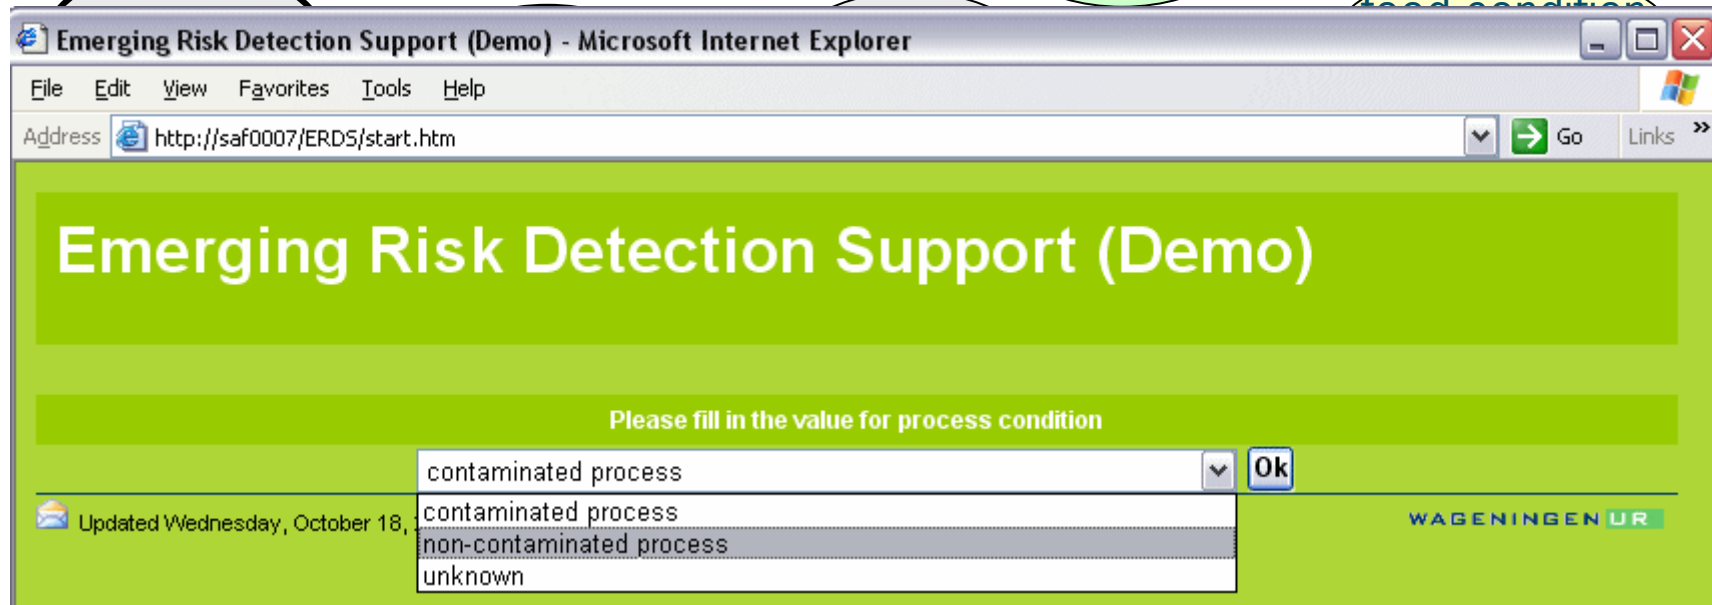 Emerging Risk Detection Support (Demo) - Microsoft Internet Explorer
File Edit View Favorites Tools Help
Address http://saf0007/ERDS/start.htm Go Links »
Emerging Risk Detection Support (Demo)
Please fill in the value for process condition
contaminated process Ok
contaminated process
Updated Wednesday, October 18,
WAGENINGEN UR
non-contaminated process
unknown